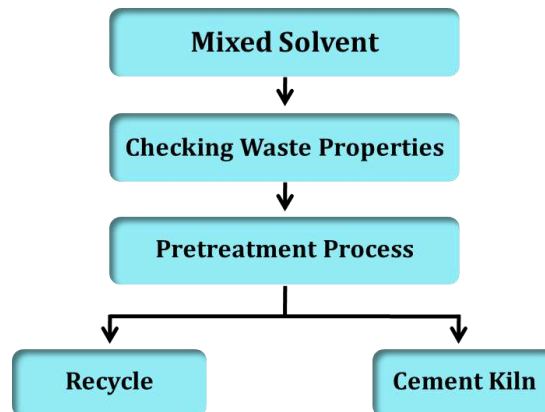 Mixed Solvent
Checking Waste Properties
Pretreatment Process
Recycle
Cement Kiln